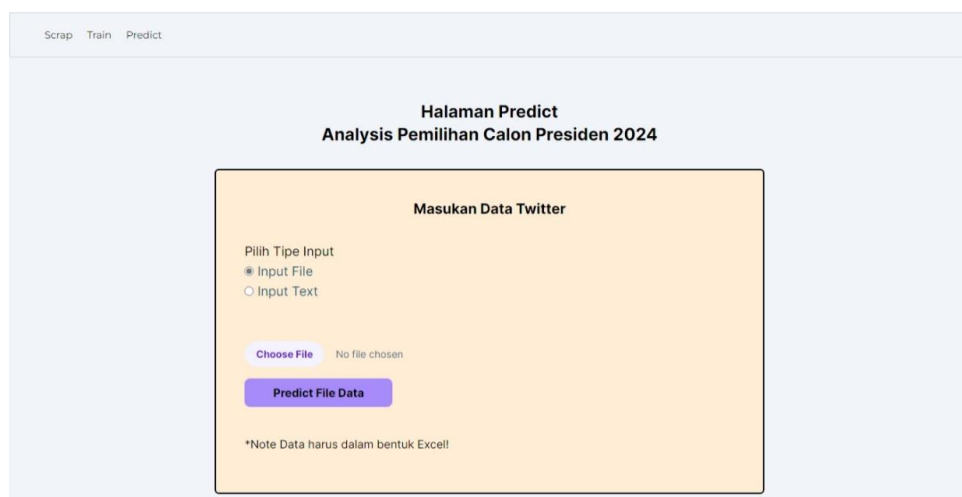 Scrap Train Predict
Halaman Predict
Analysis Pemilihan Calon Presiden 2024
Masukan Data Twitter
Pilih Tipe Input
Input File
Input Text
Choose File No file chosen
Predict File Data
*Note Data harus dalam bentuk Excel!